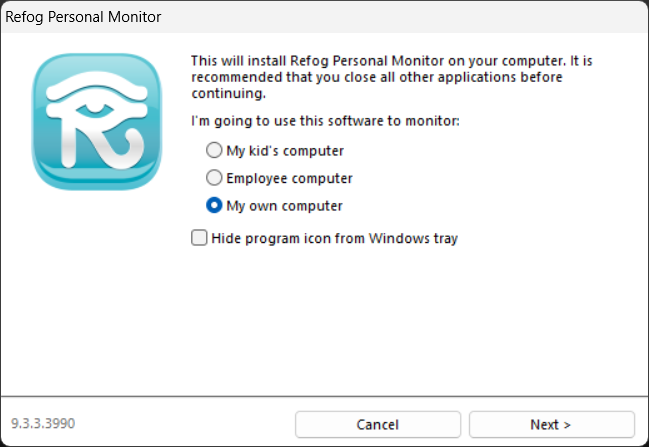 Refog Personal Monitor
This will install Refog Personal Monitor on your computer. It is
recommended that you close all other applications before
continuing.
I'm going to use this software to monitor:
My kid's computer
Employee computer
My own computer
Hide program icon from Windows tray
9.3.3.3990
Cancel
Next >